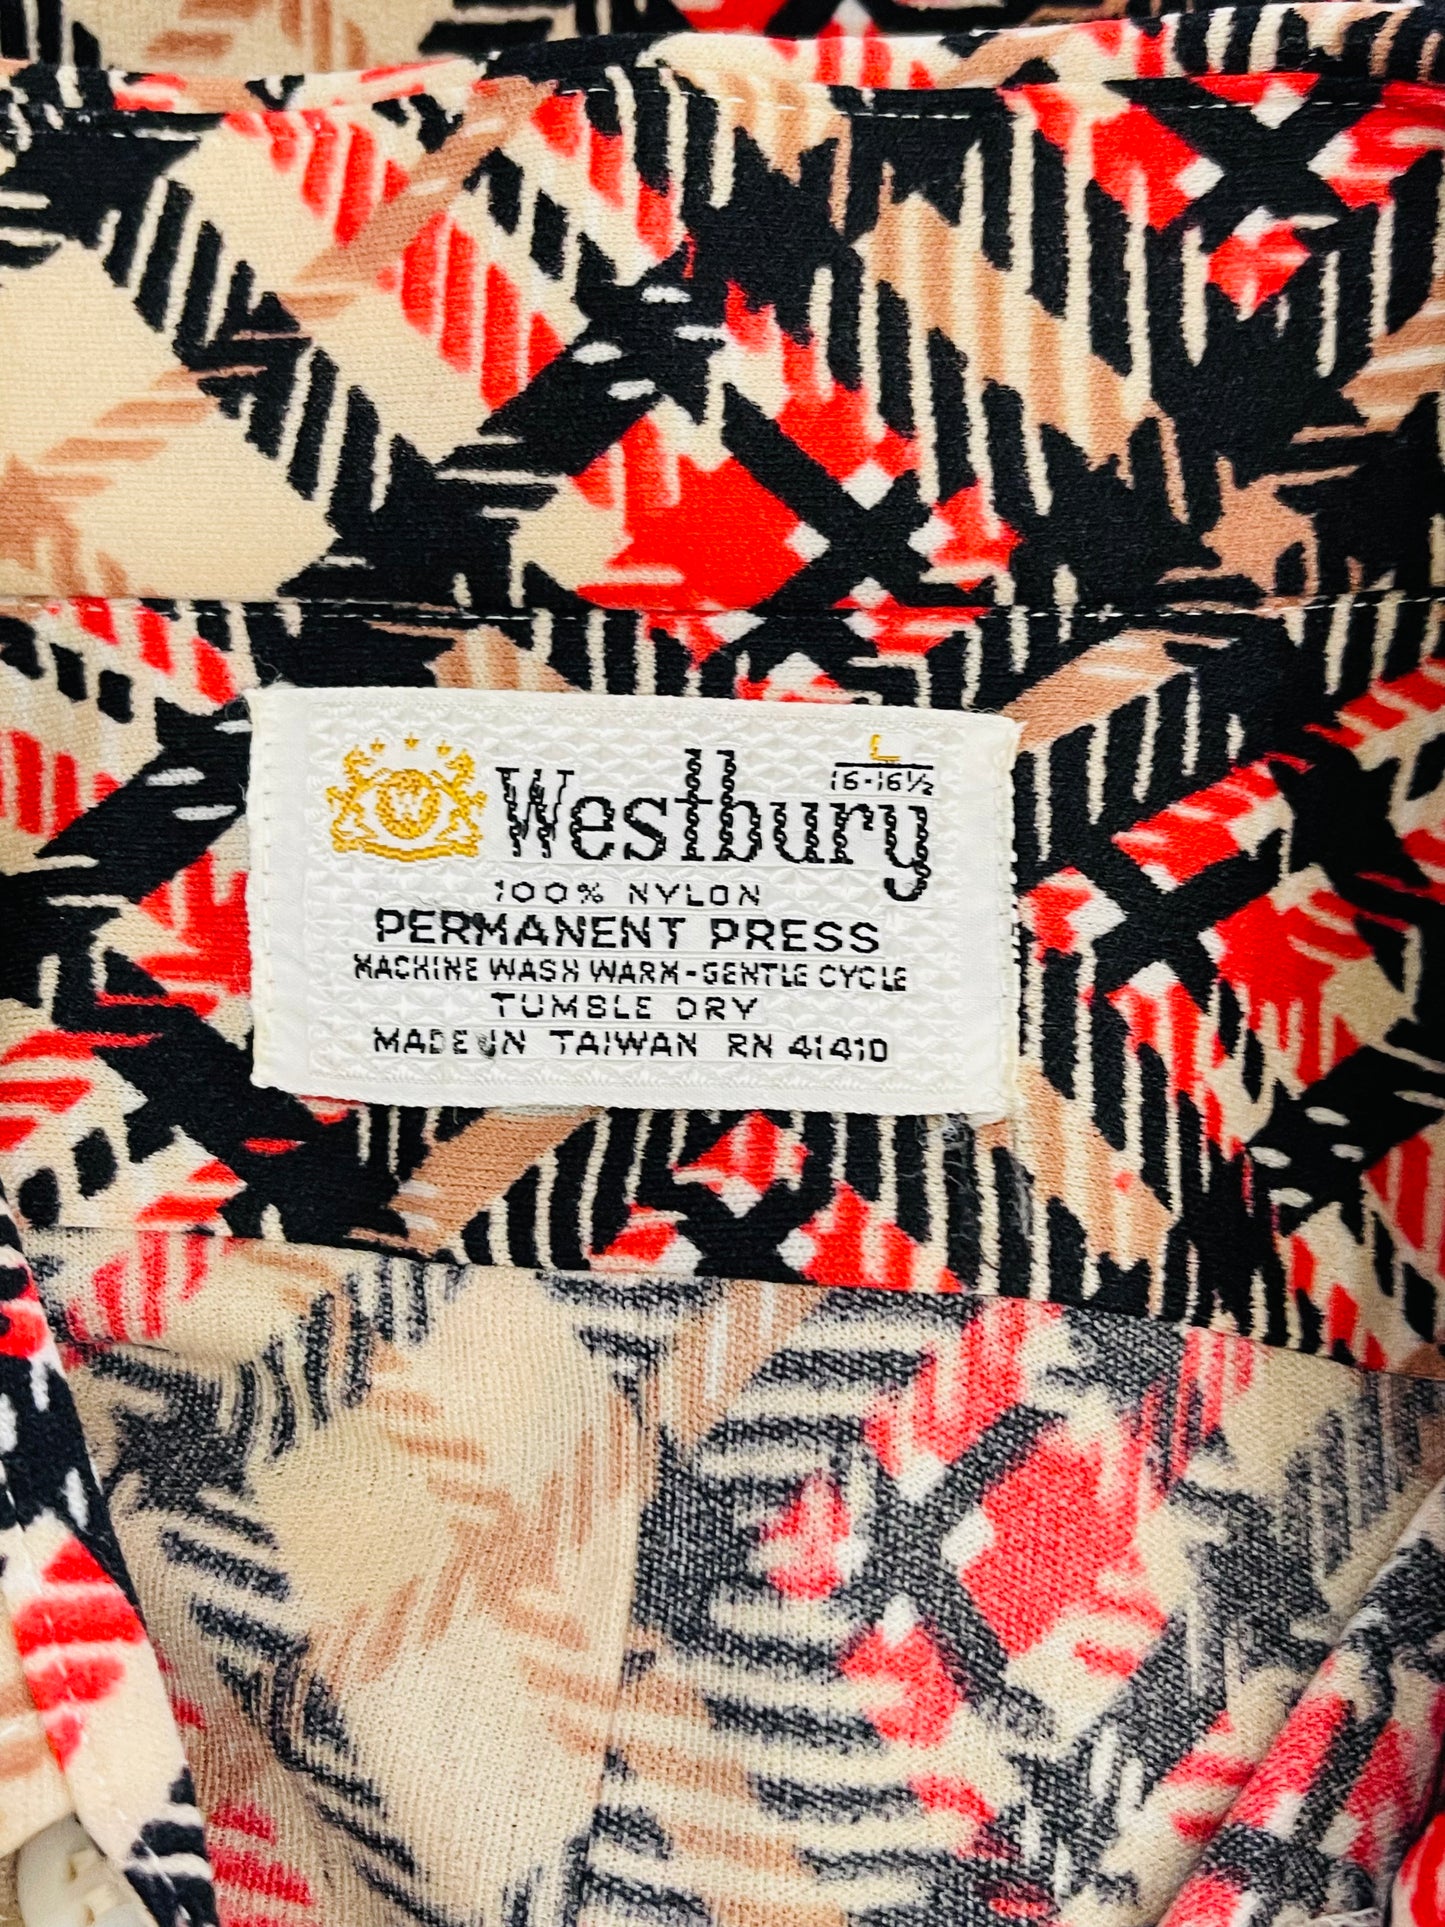 L
16-16½
Westbury
100% NYLON
PERMANENT PRESS
MACHINE WASH WARM-GENTLE CYCLE
TUMBLE DRY
MADE IN TAIWAN RN 41410